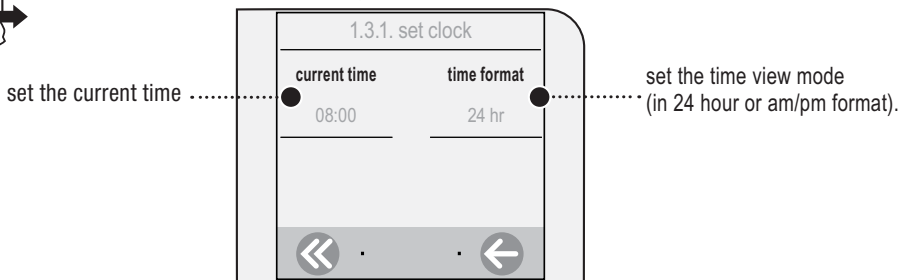 1.3.1. set clock
current time time format
set the current time
set the time view mode
(in 24 hour or am/pm format).
08:00 24 hr